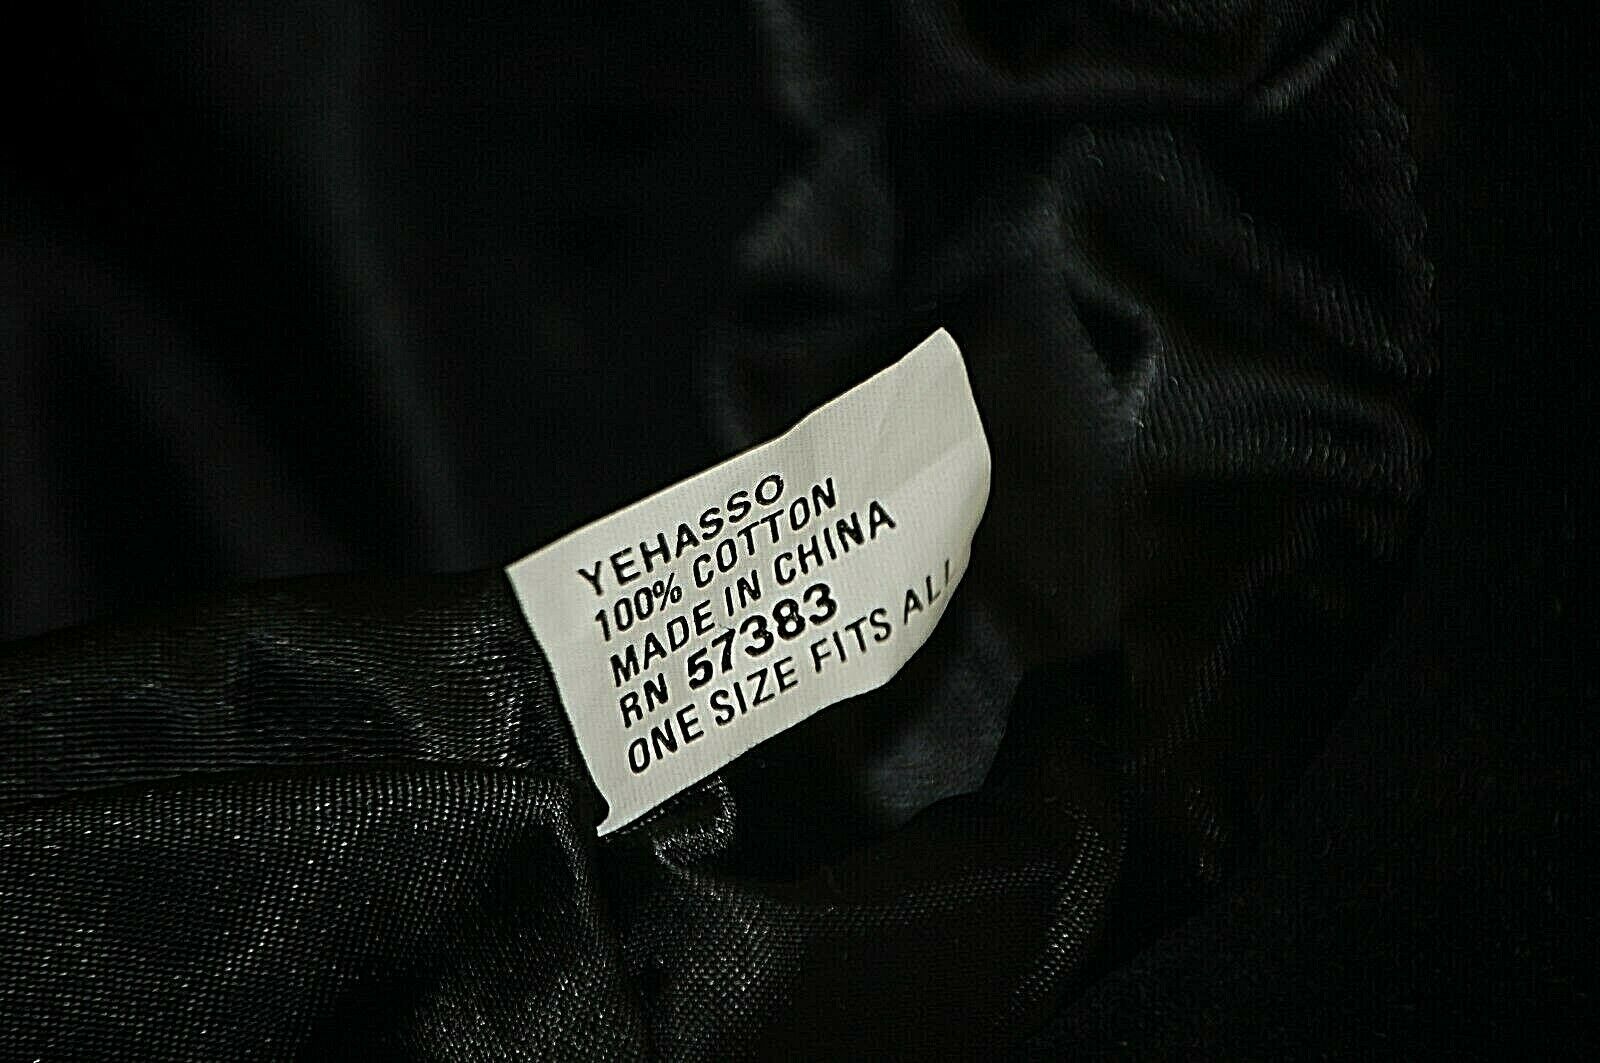 YEHASSO
100% COTTON
MADE IN CHINA
RN 57383
ONE SIZE FITS ALL